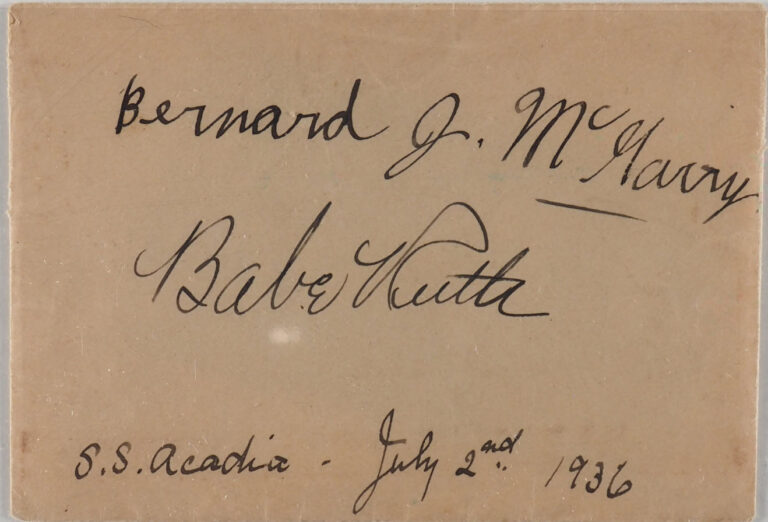 Bernard J. McGarry
Babe Ruth
S.S. Acadia - July 2nd. 1936